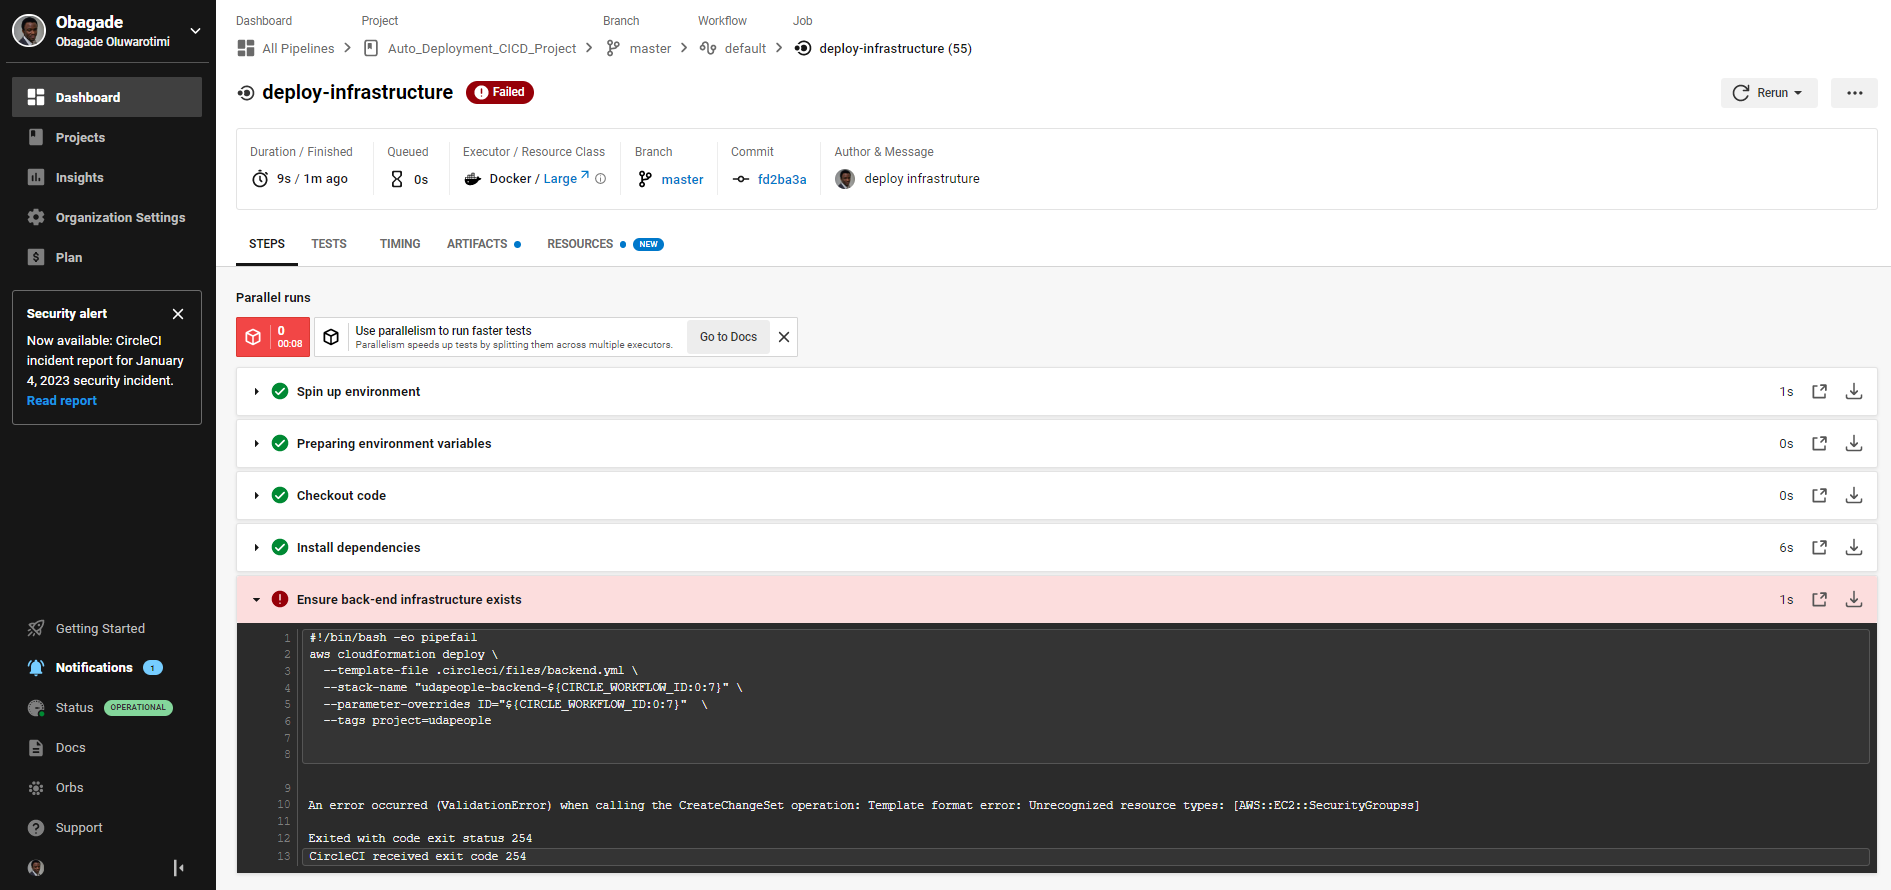 Obagade
Obagade Oluwarotimi
Dashboard
Projects
Insights
Organization Settings
Plan
Security alert
Now available: CircleCI
incident report for January
4, 2023 security incident.
Read report
Getting Started
Notifications 1
Status OPERATIONAL
Docs
Orbs
Support
Dashboard Project Branch Workflow Job
All Pipelines Auto_Deployment_CICD_Project master default deploy-infrastructure (55)
deploy-infrastructure Failed
Rerun
Duration / Finished Queued Executor / Resource Class Branch Commit Author & Message
9s / 1m ago 0s Docker / Large master fd2ba3a deploy infrastruture
STEPS TESTS TIMING ARTIFACTS RESOURCES NEW
Parallel runs
0
00:08
Use parallelism to run faster tests
Parallelism speeds up tests by splitting them across multiple executors.
Go to Docs
Spin up environment 1s
Preparing environment variables 0s
Checkout code 0s
Install dependencies 6s
Ensure back-end infrastructure exists 1s
1 #!/bin/bash -eo pipefail
2 aws cloudformation deploy \
3 --template-file .circleci/files/backend.yml \
4 --stack-name "udapeople-backend-${CIRCLE_WORKFLOW_ID:0:7}" \
5 --parameter-overrides ID="${CIRCLE_WORKFLOW_ID:0:7}" \
6 --tags project=udapeople
7
8
9
10 An error occurred (ValidationError) when calling the CreateChangeSet operation: Template format error: Unrecognized resource types: [AWS::EC2::SecurityGroupss]
11
12 Exited with code exit status 254
13 CircleCI received exit code 254